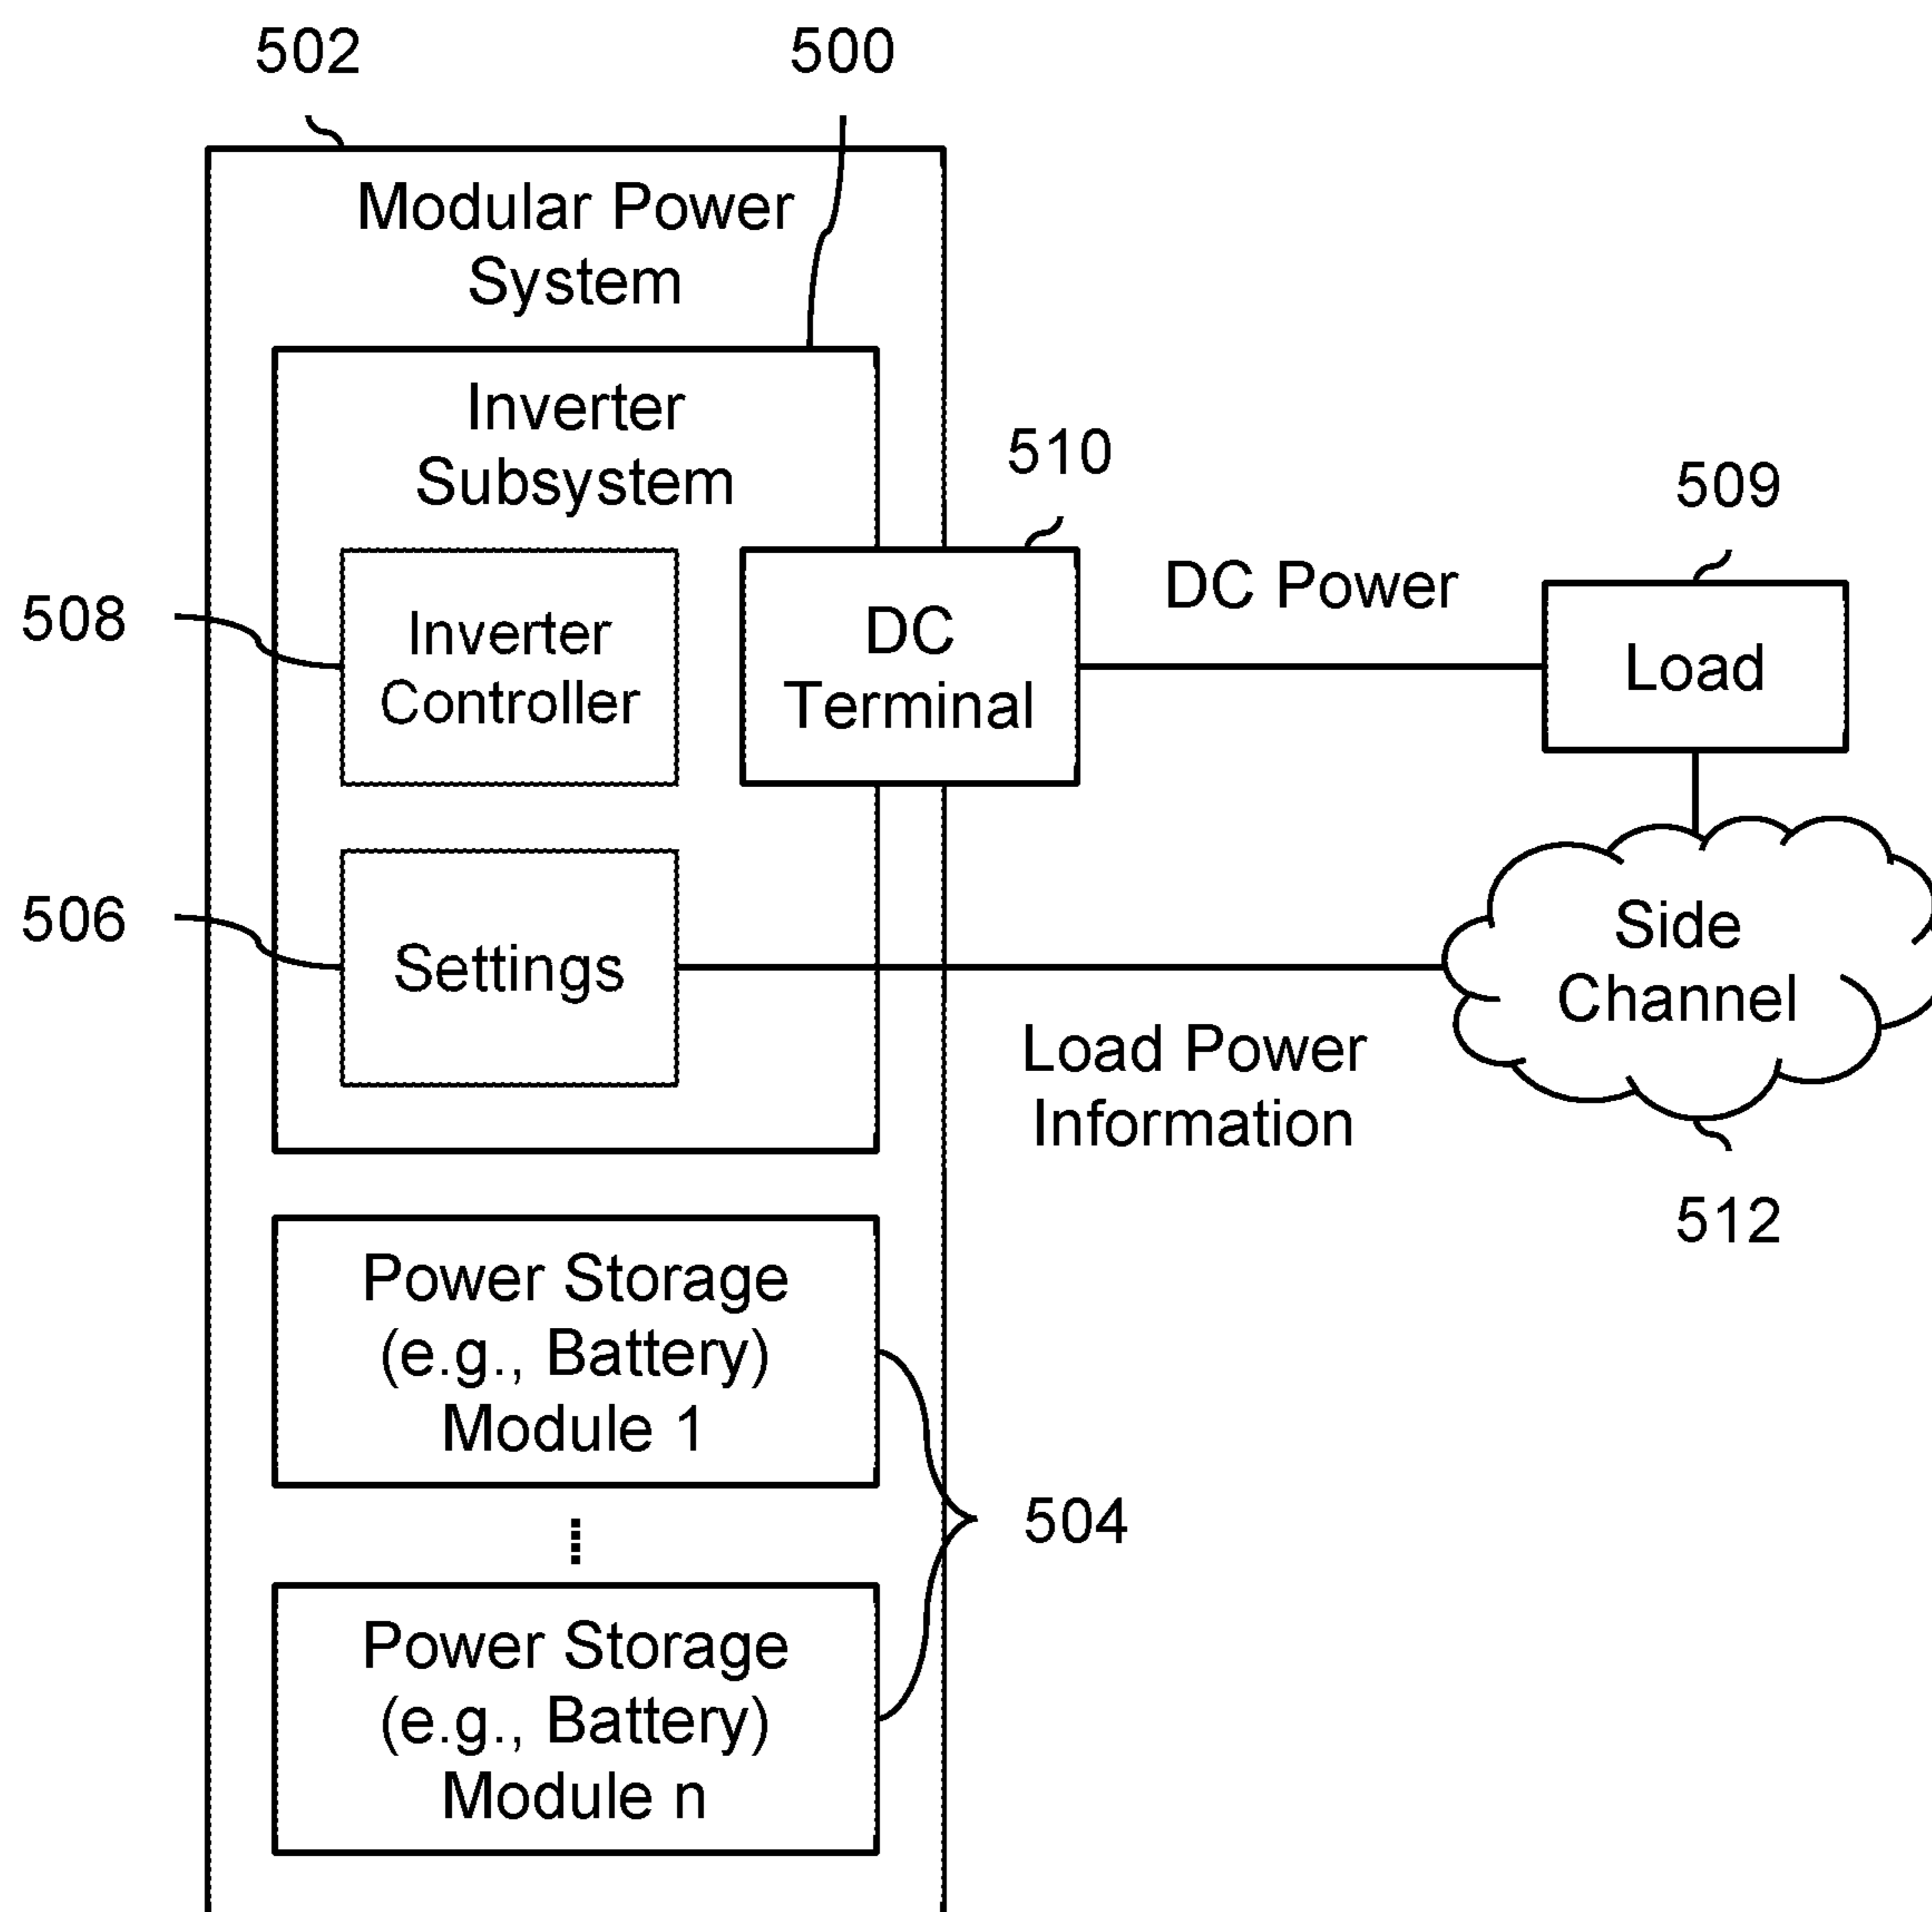 502
500
Modular Power
System
Inverter
Subsystem
510
509
508
Inverter
Controller
DC
Terminal
DC Power
Load
506
Settings
Side
Channel
Load Power
Information
512
Power Storage
(e.g., Battery)
Module 1
504
Power Storage
(e.g., Battery)
Module n